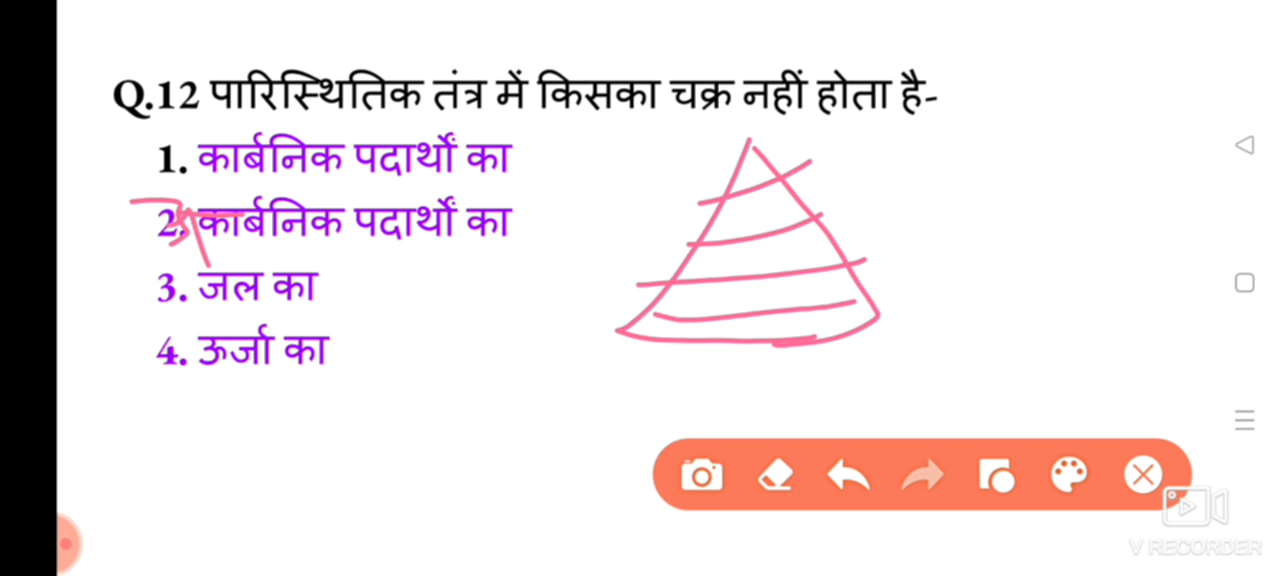 Q.12 पारिस्थितिक तंत्र में किसका चक्र नहीं होता है-
1. कार्बनिक पदार्थों का
2. कार्बनिक पदार्थों का
अ
3. जल का
4. ऊर्जा का
V RECORDER